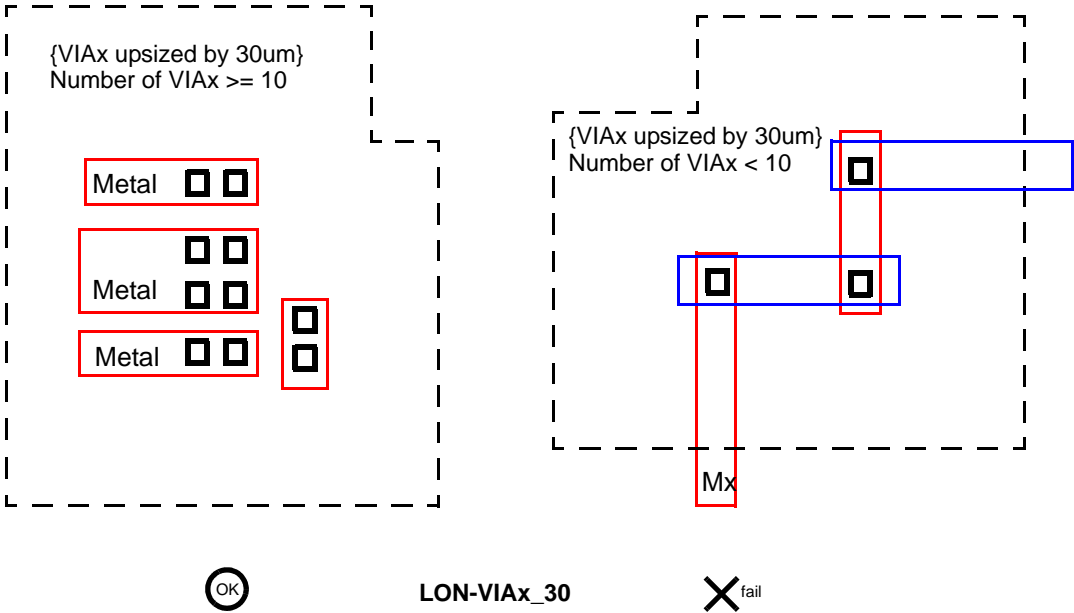 {VIAx upsized by 30um}
Number of VIAx >= 10
Metal
Metal
Metal
{VIAx upsized by 30um}
Number of VIAx < 10
Mx
OK
LON-VIAx_30
fail